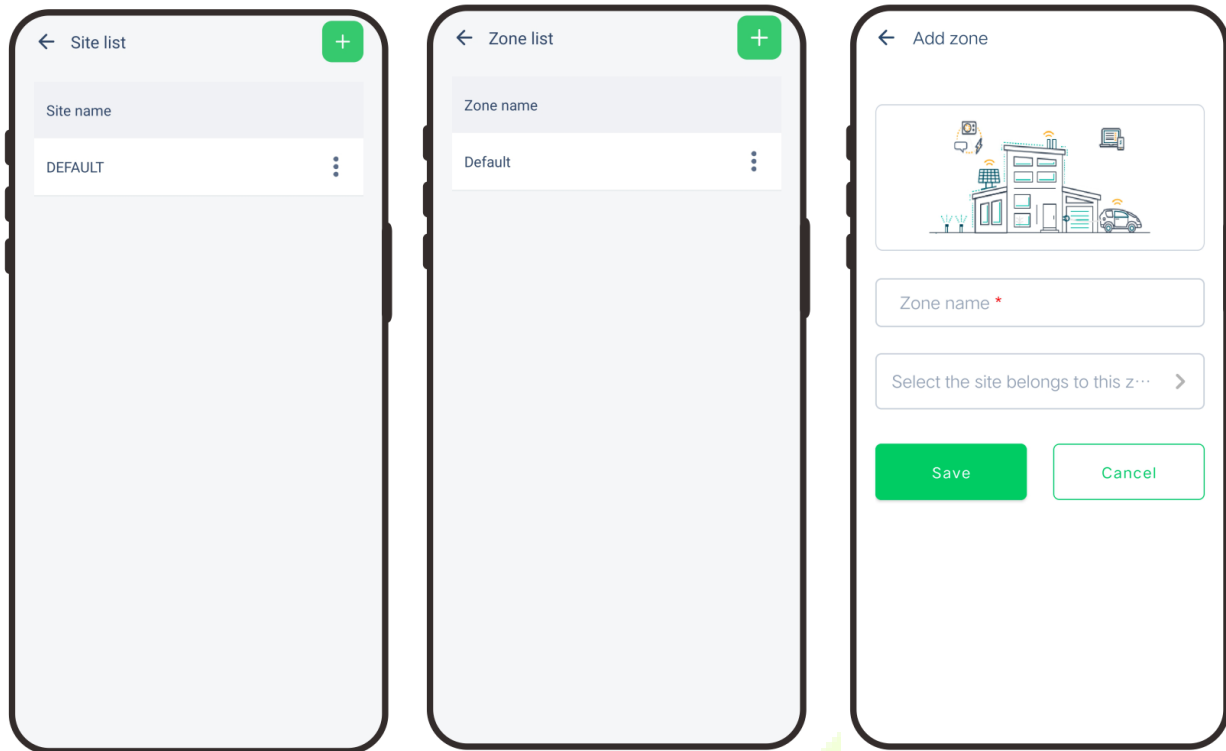 Site list
Site name
DEFAULT
Zone list
Zone name
Default
Add zone
Zone name *
Select the site belongs to this z···
Save
Cancel